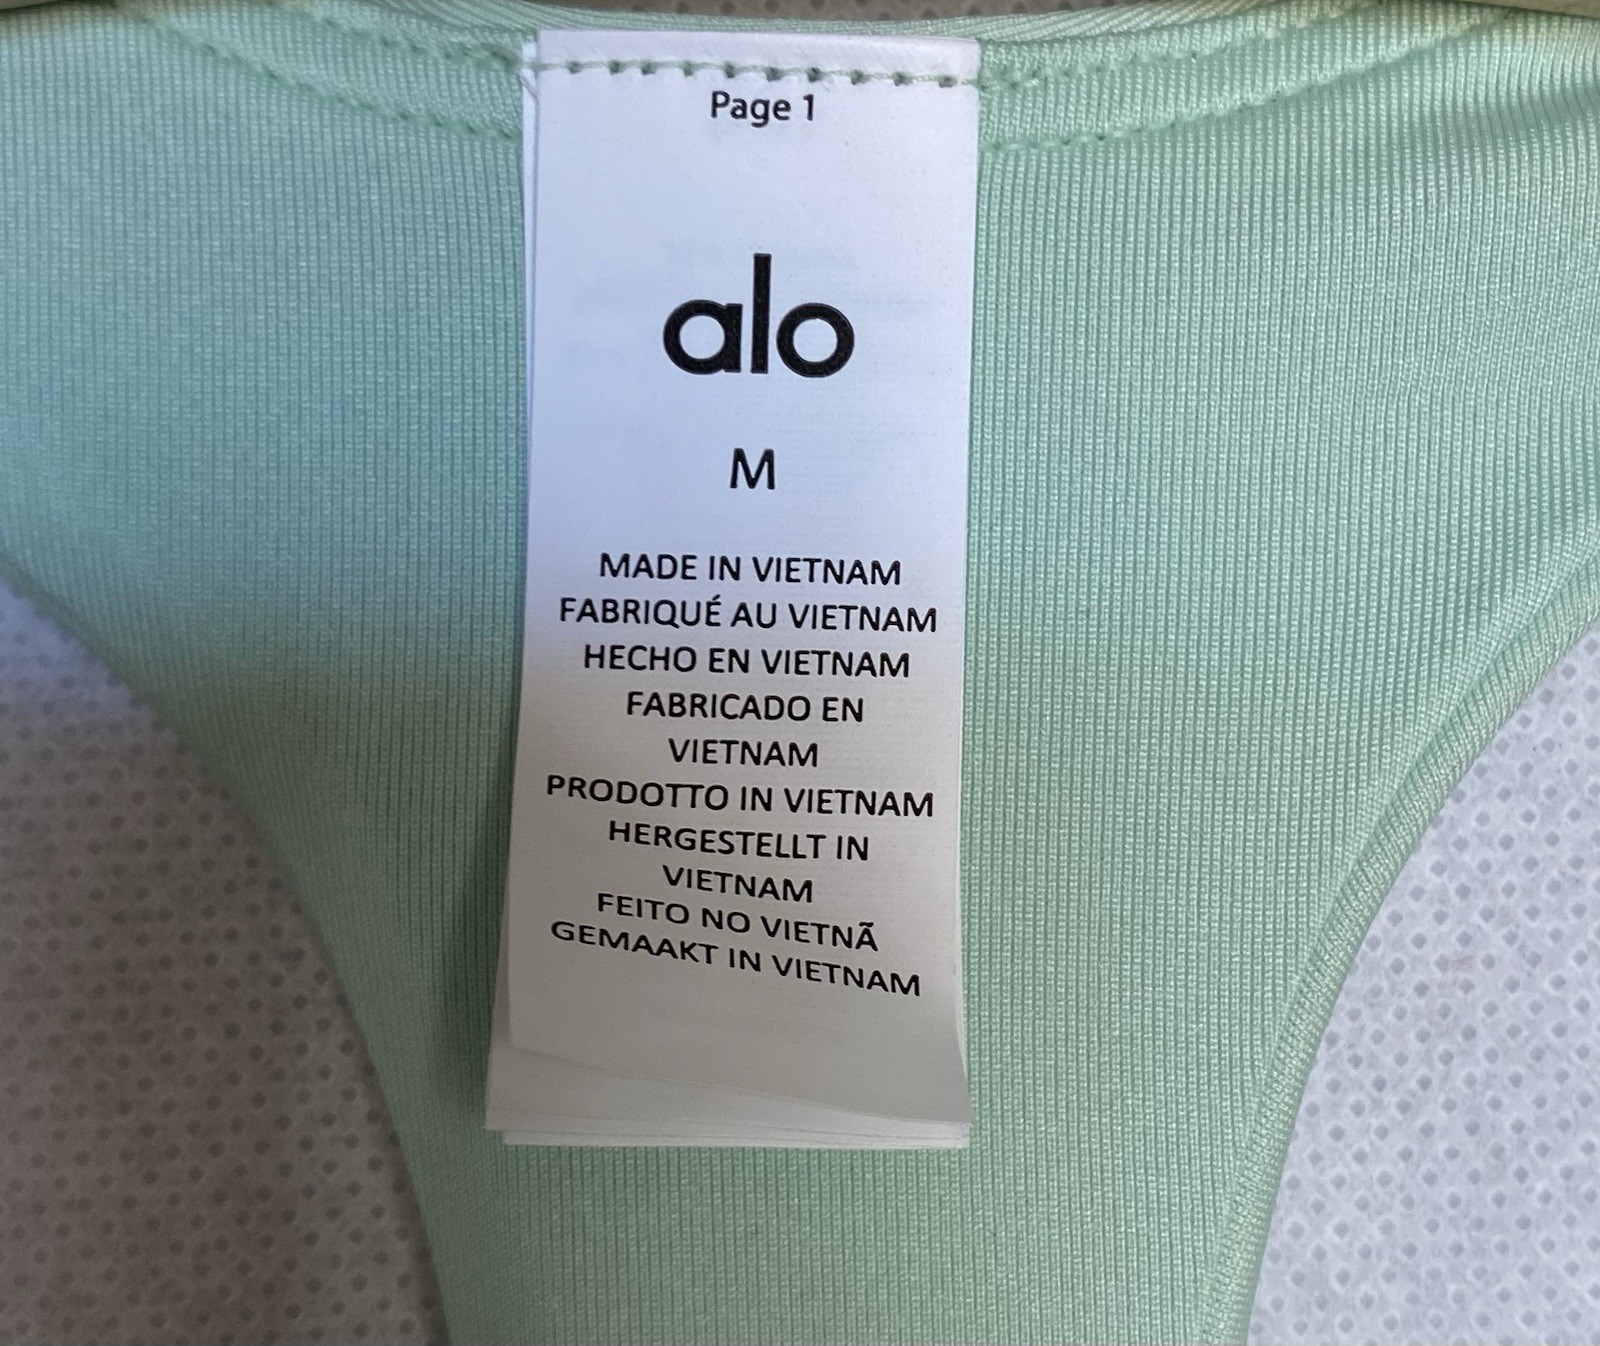 Page 1
alo
M
MADE IN VIETNAM
FABRIQUÉ AU VIETNAM
HECHO EN VIETNAM
FABRICADO EN
VIETNAM
PRODOTTO IN VIETNAM
HERGESTELLT IN
VIETNAM
FEITO NO VIETNÃ
GEMAAKT IN VIETNAM